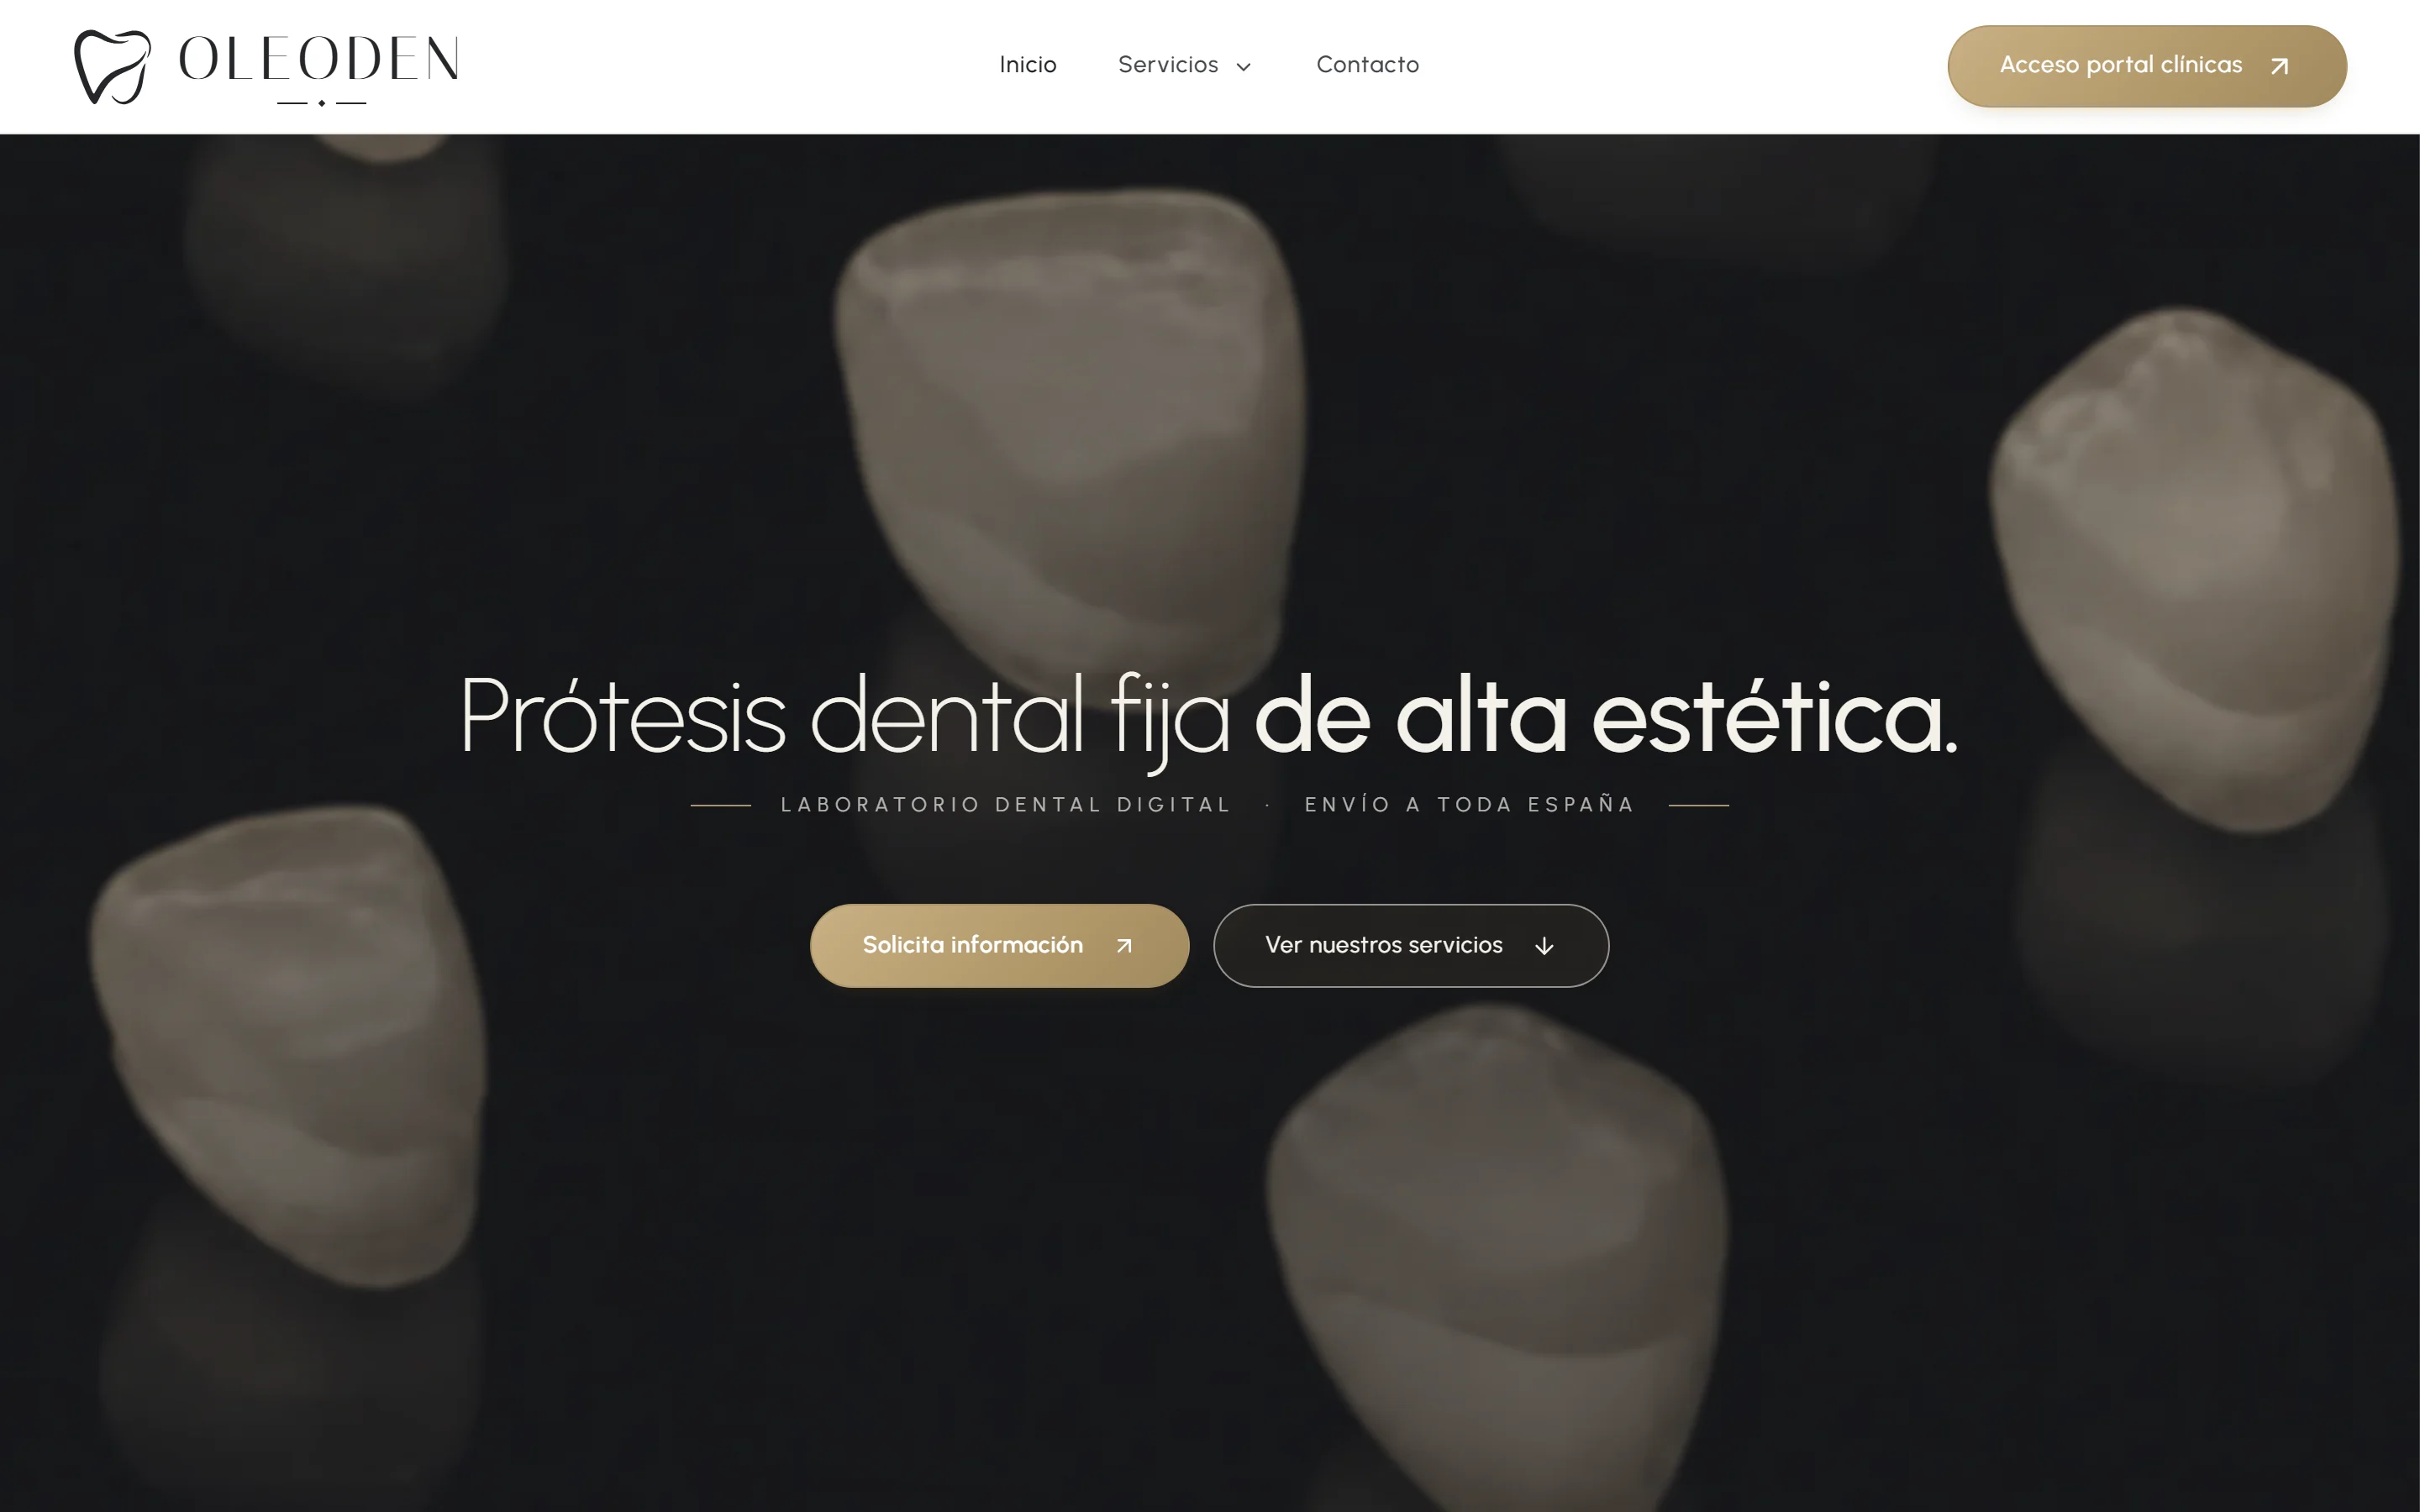 OLEODEN
Inicio Servicios Contacto
Acceso portal clínicas
Prótesis dental fija de alta estética.
LABORATORIO DENTAL DIGITAL · ENVÍO A TODA ESPAÑA
Solicita información
Ver nuestros servicios